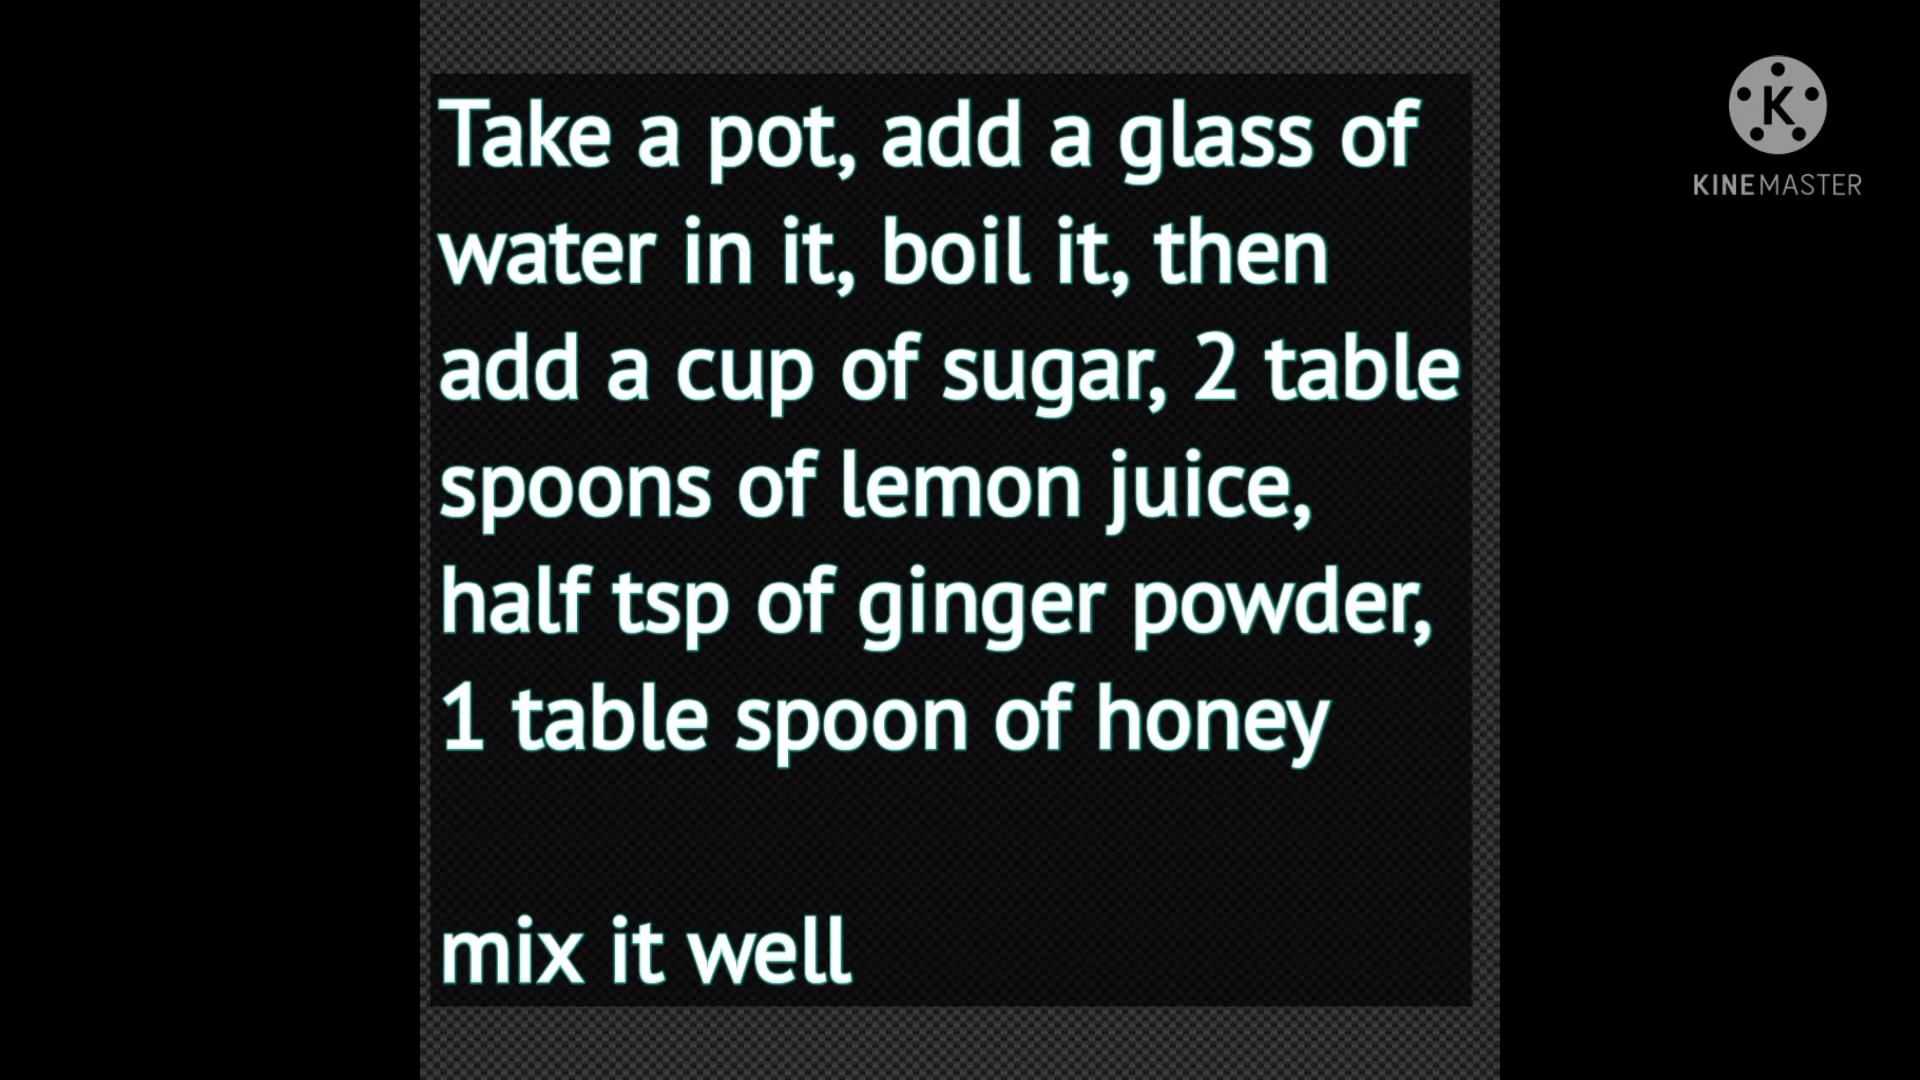 Take a pot, add a glass of
water in it, boil it, then
add a cup of sugar, 2 table
spoons of lemon juice,
half tsp of ginger powder,
1 table spoon of honey
mix it well
K
KINEMASTER